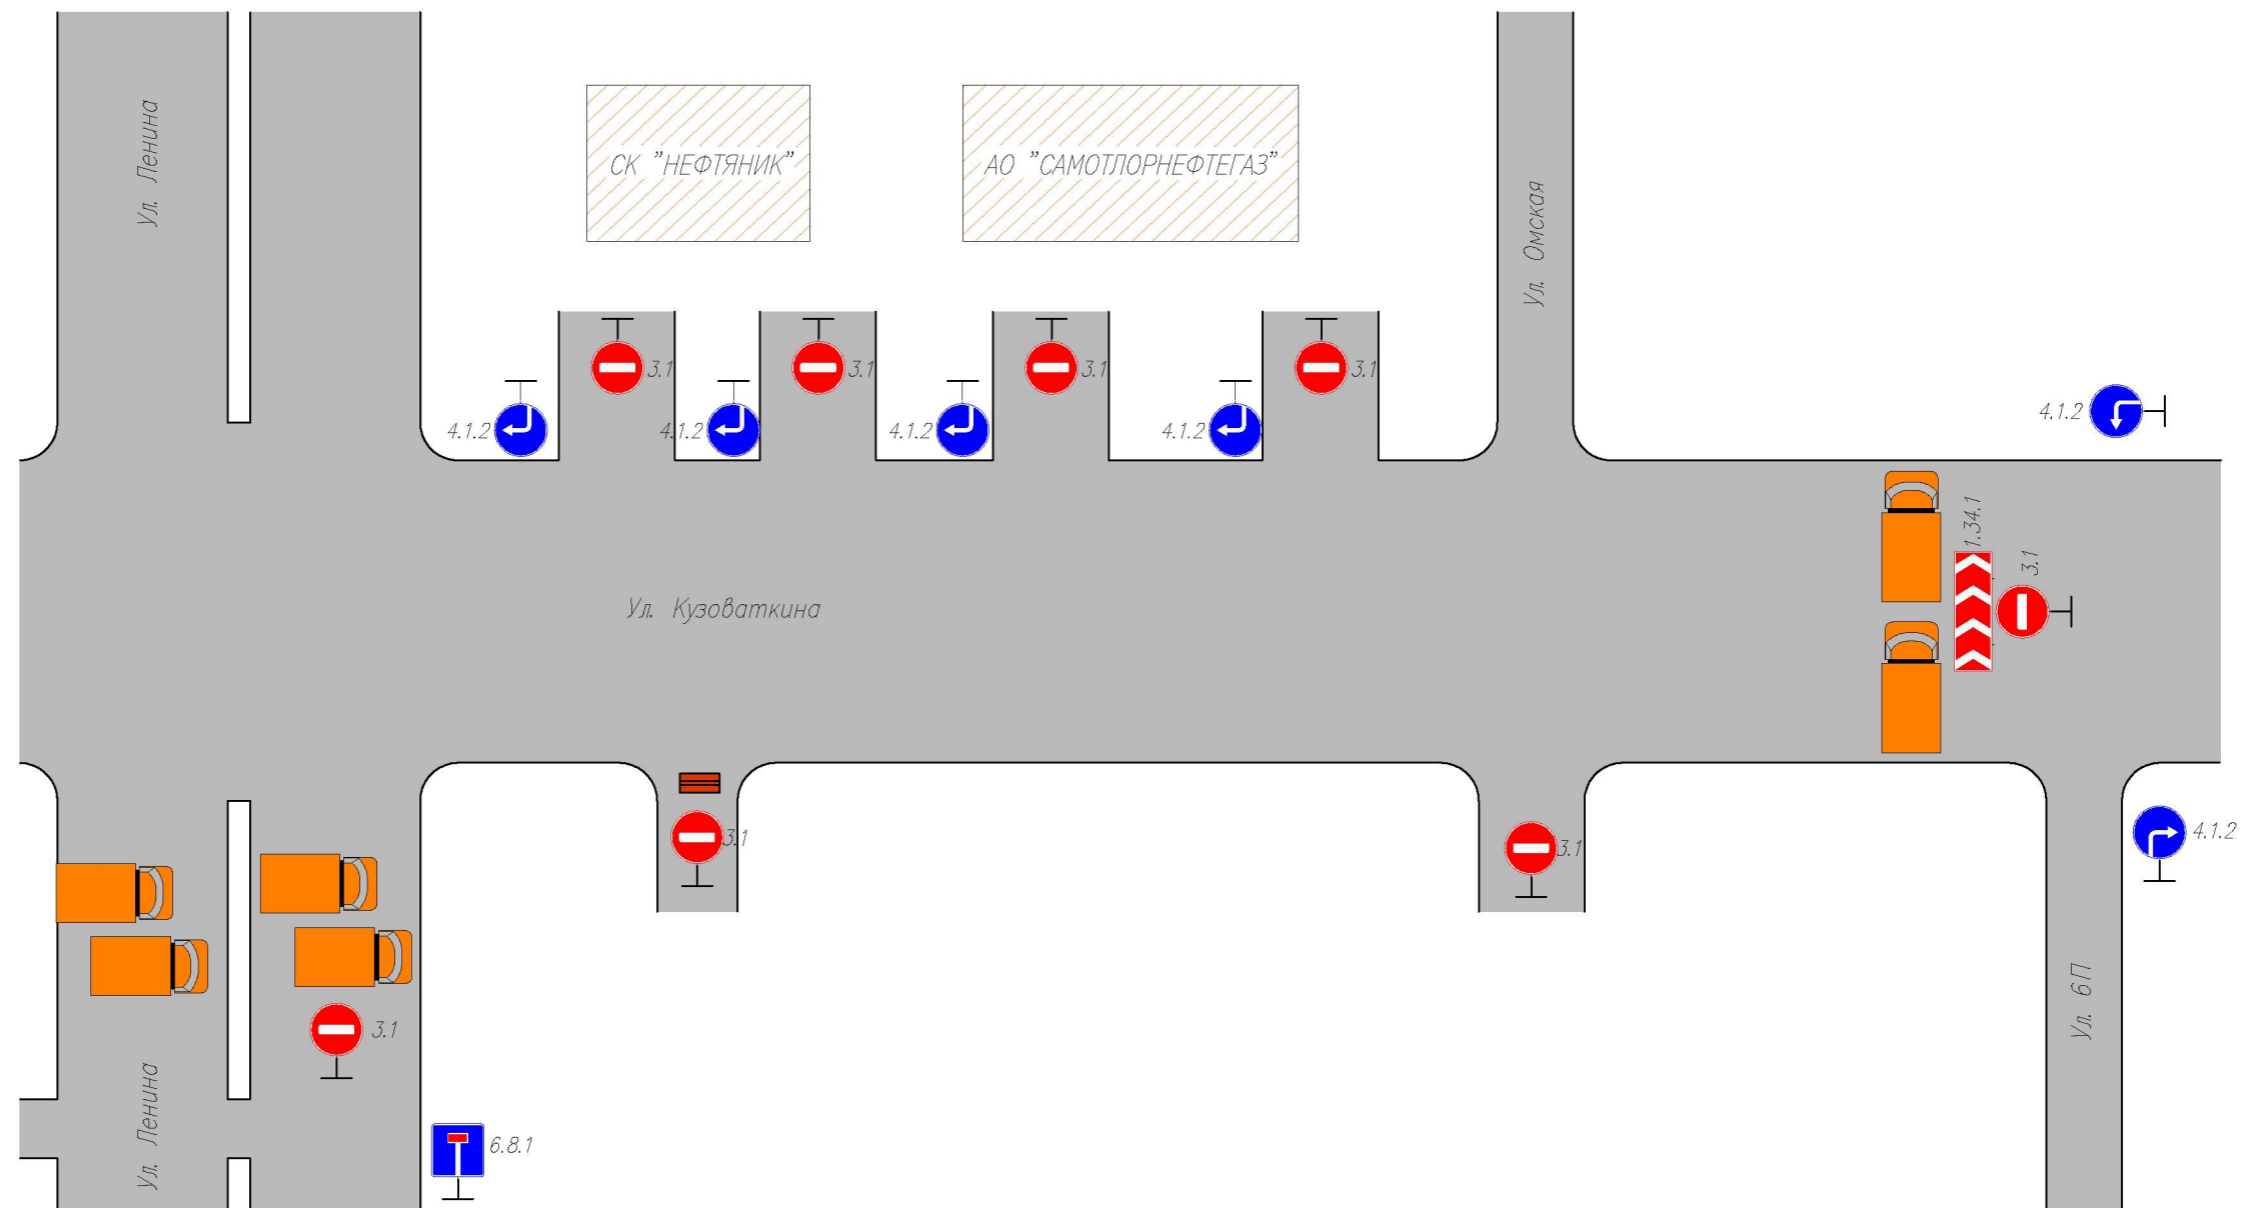 Ул. Ленина
СК "НЕФТЯНИК"
АО "САМОТЛОРНЕФТЕГАЗ"
Ул. Омская
3.1
3.1
3.1
3.1
4.1.2
4.1.2
4.1.2
4.1.2
4.1.2
1.34.1
3.1
Ул. Кузоваткина
3.1
3.1
4.1.2
Ул. 6П
3.1
Ул. Ленина
6.8.1